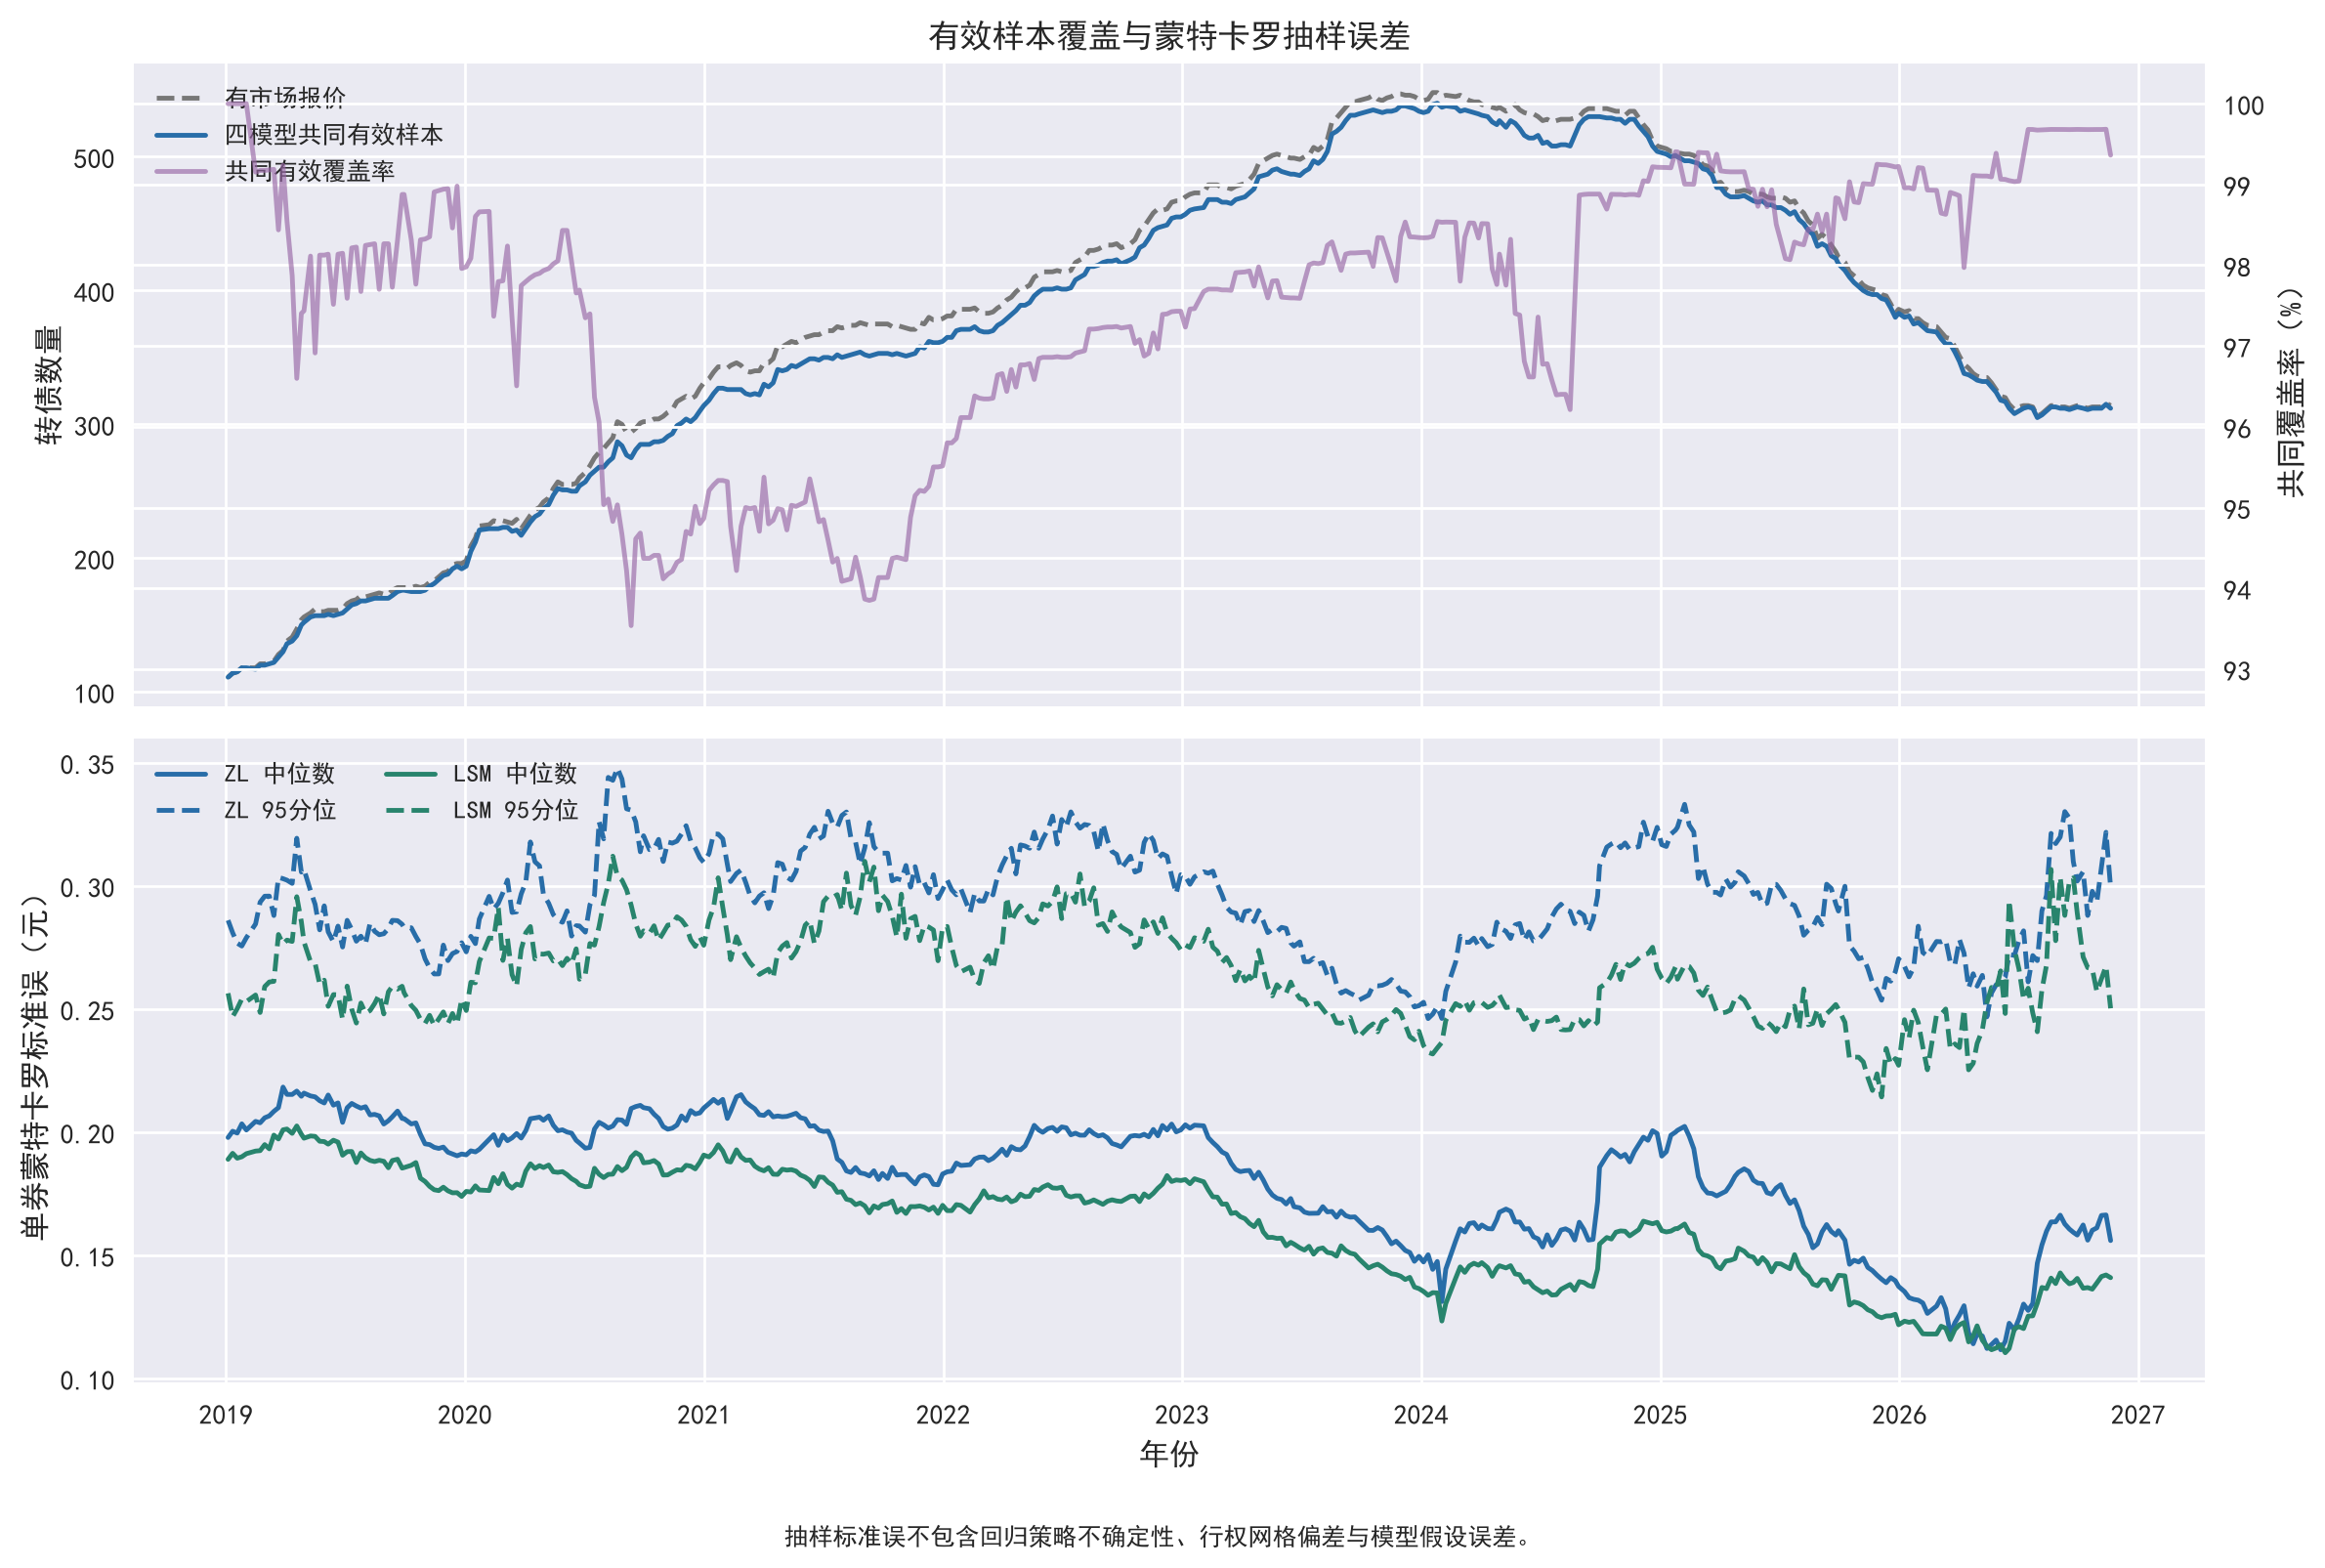 有效样本覆盖与蒙特卡罗抽样误差
有市场报价
四模型共同有效样本
共同有效覆盖率
转债数量
500
400
300
200
100
共同覆盖率（%）
100
99
98
97
96
95
94
93
ZL 中位数
ZL 95分位
LSM 中位数
LSM 95分位
单券蒙特卡罗标准误（元）
0.35
0.30
0.25
0.20
0.15
0.10
2019 2020 2021 2022 2023 2024 2025 2026 2027
年份
抽样标准误不包含回归策略不确定性、行权网格偏差与模型假设误差。